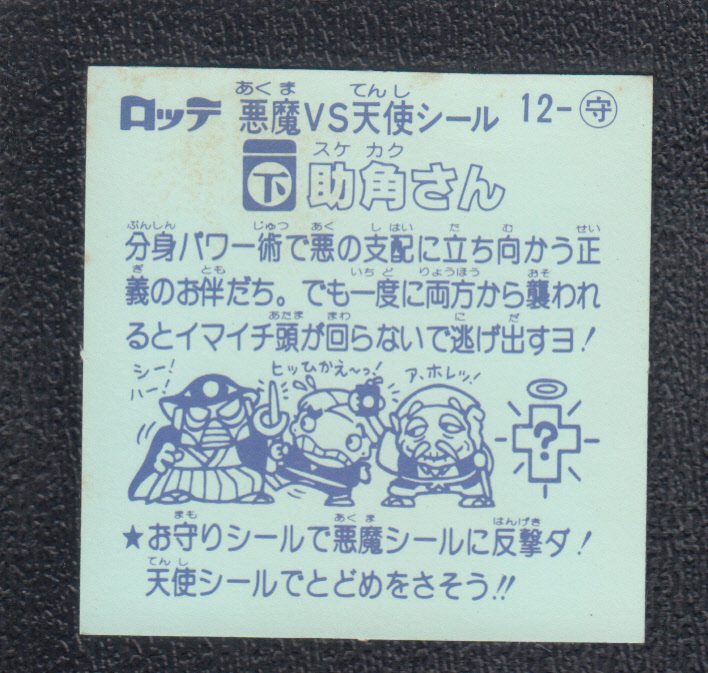 ロッテ 悪魔VS天使シール 12-守
あくま てんし
下 助角さん
スケ カク
分身パワー術で悪の支配に立ち向かう正
ぶんしん じゅつ あく しはい た む せい
義のお伴だち。でも一度に両方から襲われ
ぎ とも いちど りょうほう おそ
るとイマイチ頭が回らないで逃げ出すヨ!
あたま まわ に だ
シー!
ハー!
ヒッひかえ〜っ!
ア、ホレッ!
?
★お守りシールで悪魔シールに反撃ダ!
まも あくま はんげき
天使シールでとどめをさそう!!
てんし